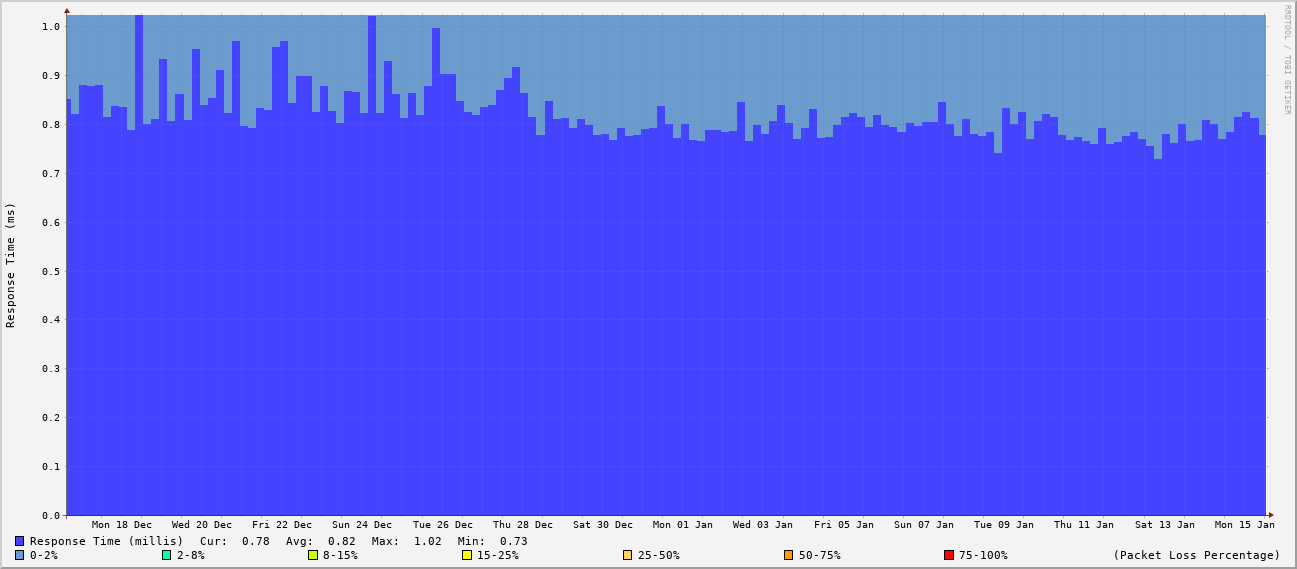 RRDTOOL / TOBI OETIKER
Response Time (ms)
1.0
0.9
0.8
0.7
0.6
0.5
0.4
0.3
0.2
0.1
0.0
Mon 18 Dec Wed 20 Dec Fri 22 Dec Sun 24 Dec Tue 26 Dec Thu 28 Dec Sat 30 Dec Mon 01 Jan Wed 03 Jan Fri 05 Jan Sun 07 Jan Tue 09 Jan Thu 11 Jan Sat 13 Jan Mon 15 Jan
Response Time (millis) Cur: 0.78 Avg: 0.82 Max: 1.02 Min: 0.73
0-2% 2-8% 8-15% 15-25% 25-50% 50-75% 75-100% (Packet Loss Percentage)